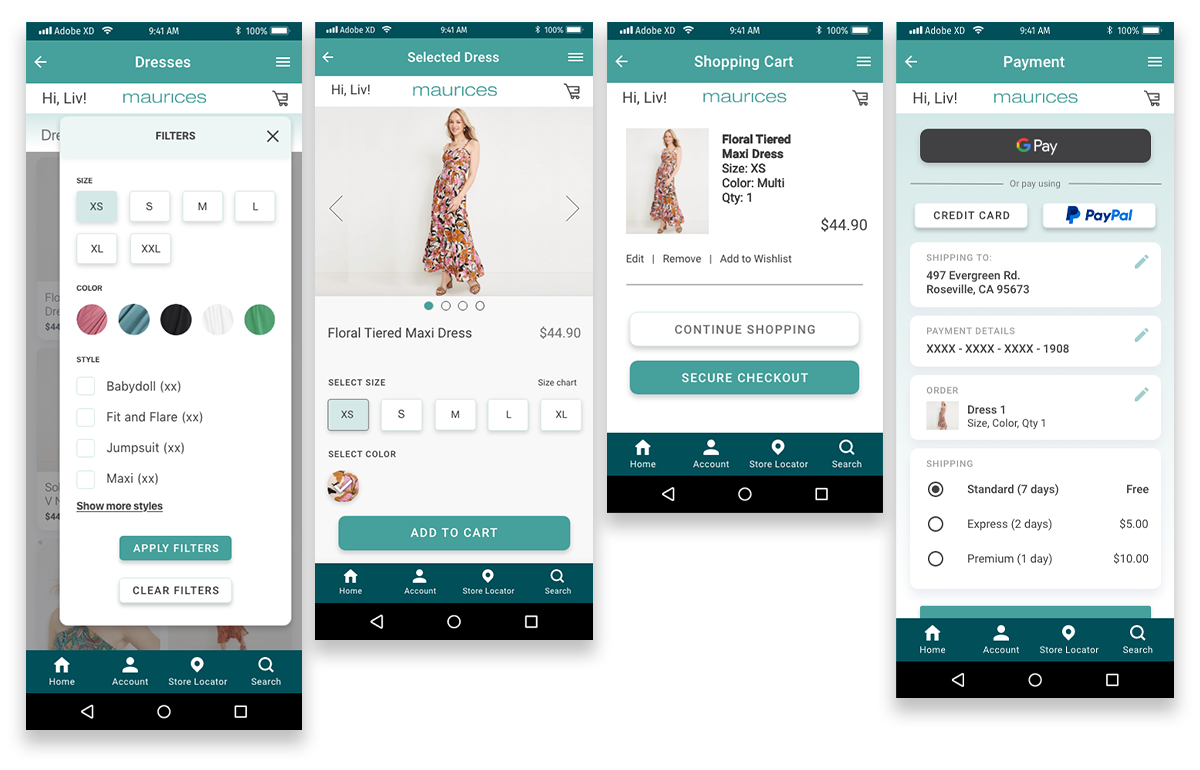 Adobe XD 9:41 AM 100%
Dresses
Hi, Liv! maurices
Dre
FILTERS
SIZE
XS S M L
XL XXL
COLOR
STYLE
Babydoll (xx)
Fit and Flare (xx)
Jumpsuit (xx)
Maxi (xx)
Show more styles
APPLY FILTERS
CLEAR FILTERS
Flo
Dre
$44
Sol
V N
$44
Home Account Store Locator Search
Adobe XD 9:41 AM 100%
Selected Dress
Hi, Liv! maurices
Floral Tiered Maxi Dress $44.90
SELECT SIZE Size chart
XS S M L XL
SELECT COLOR
ADD TO CART
Home Account Store Locator Search
Adobe XD 9:41 AM 100%
Shopping Cart
Hi, Liv! maurices
Floral Tiered
Maxi Dress
Size: XS
Color: Multi
Qty: 1
$44.90
Edit | Remove | Add to Wishlist
CONTINUE SHOPPING
SECURE CHECKOUT
Home Account Store Locator Search
Adobe XD 9:41 AM 100%
Payment
Hi, Liv! maurices
G Pay
Or pay using
CREDIT CARD PayPal
SHIPPING TO:
497 Evergreen Rd.
Roseville, CA 95673
PAYMENT DETAILS
XXXX - XXXX - XXXX - 1908
ORDER
Dress 1
Size, Color, Qty 1
SHIPPING
Standard (7 days) Free
Express (2 days) $5.00
Premium (1 day) $10.00
Home Account Store Locator Search